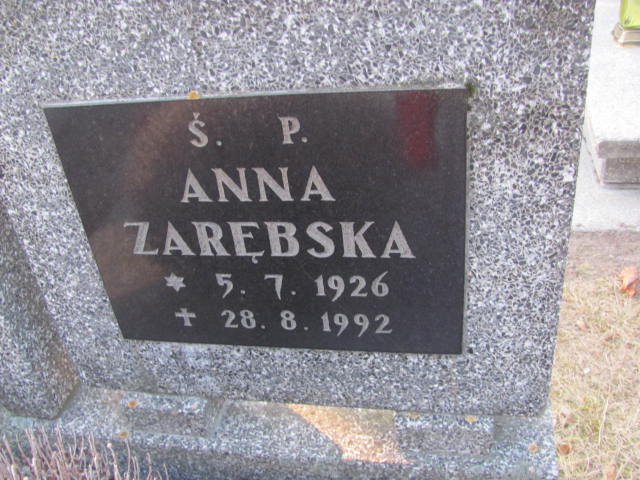 Ś. P.
ANNA
ZARĘBSKA
* 5. 7. 1926
✝ 28. 8. 1992